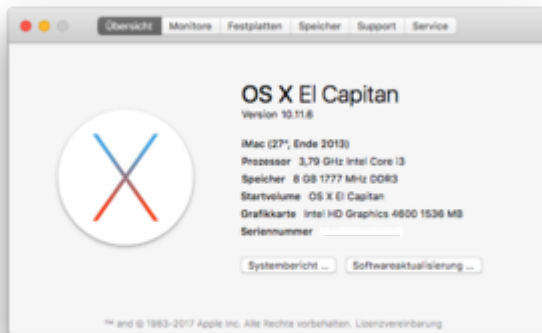 Übersicht Monitore Festplatten Speicher Support Service
OS X El Capitan
Version 10.11.6
iMac (27", Ende 2013)
Prozessor 3,79 GHz Intel Core i3
Speicher 8 GB 1777 MHz DDR3
Startvolume OS X El Capitan
Grafikkarte Intel HD Graphics 4600 1536 MB
Seriennummer
Systembericht ... Softwareaktualisierung ...
™ and © 1983-2017 Apple Inc. Alle Rechte vorbehalten. Lizenzvereinbarung